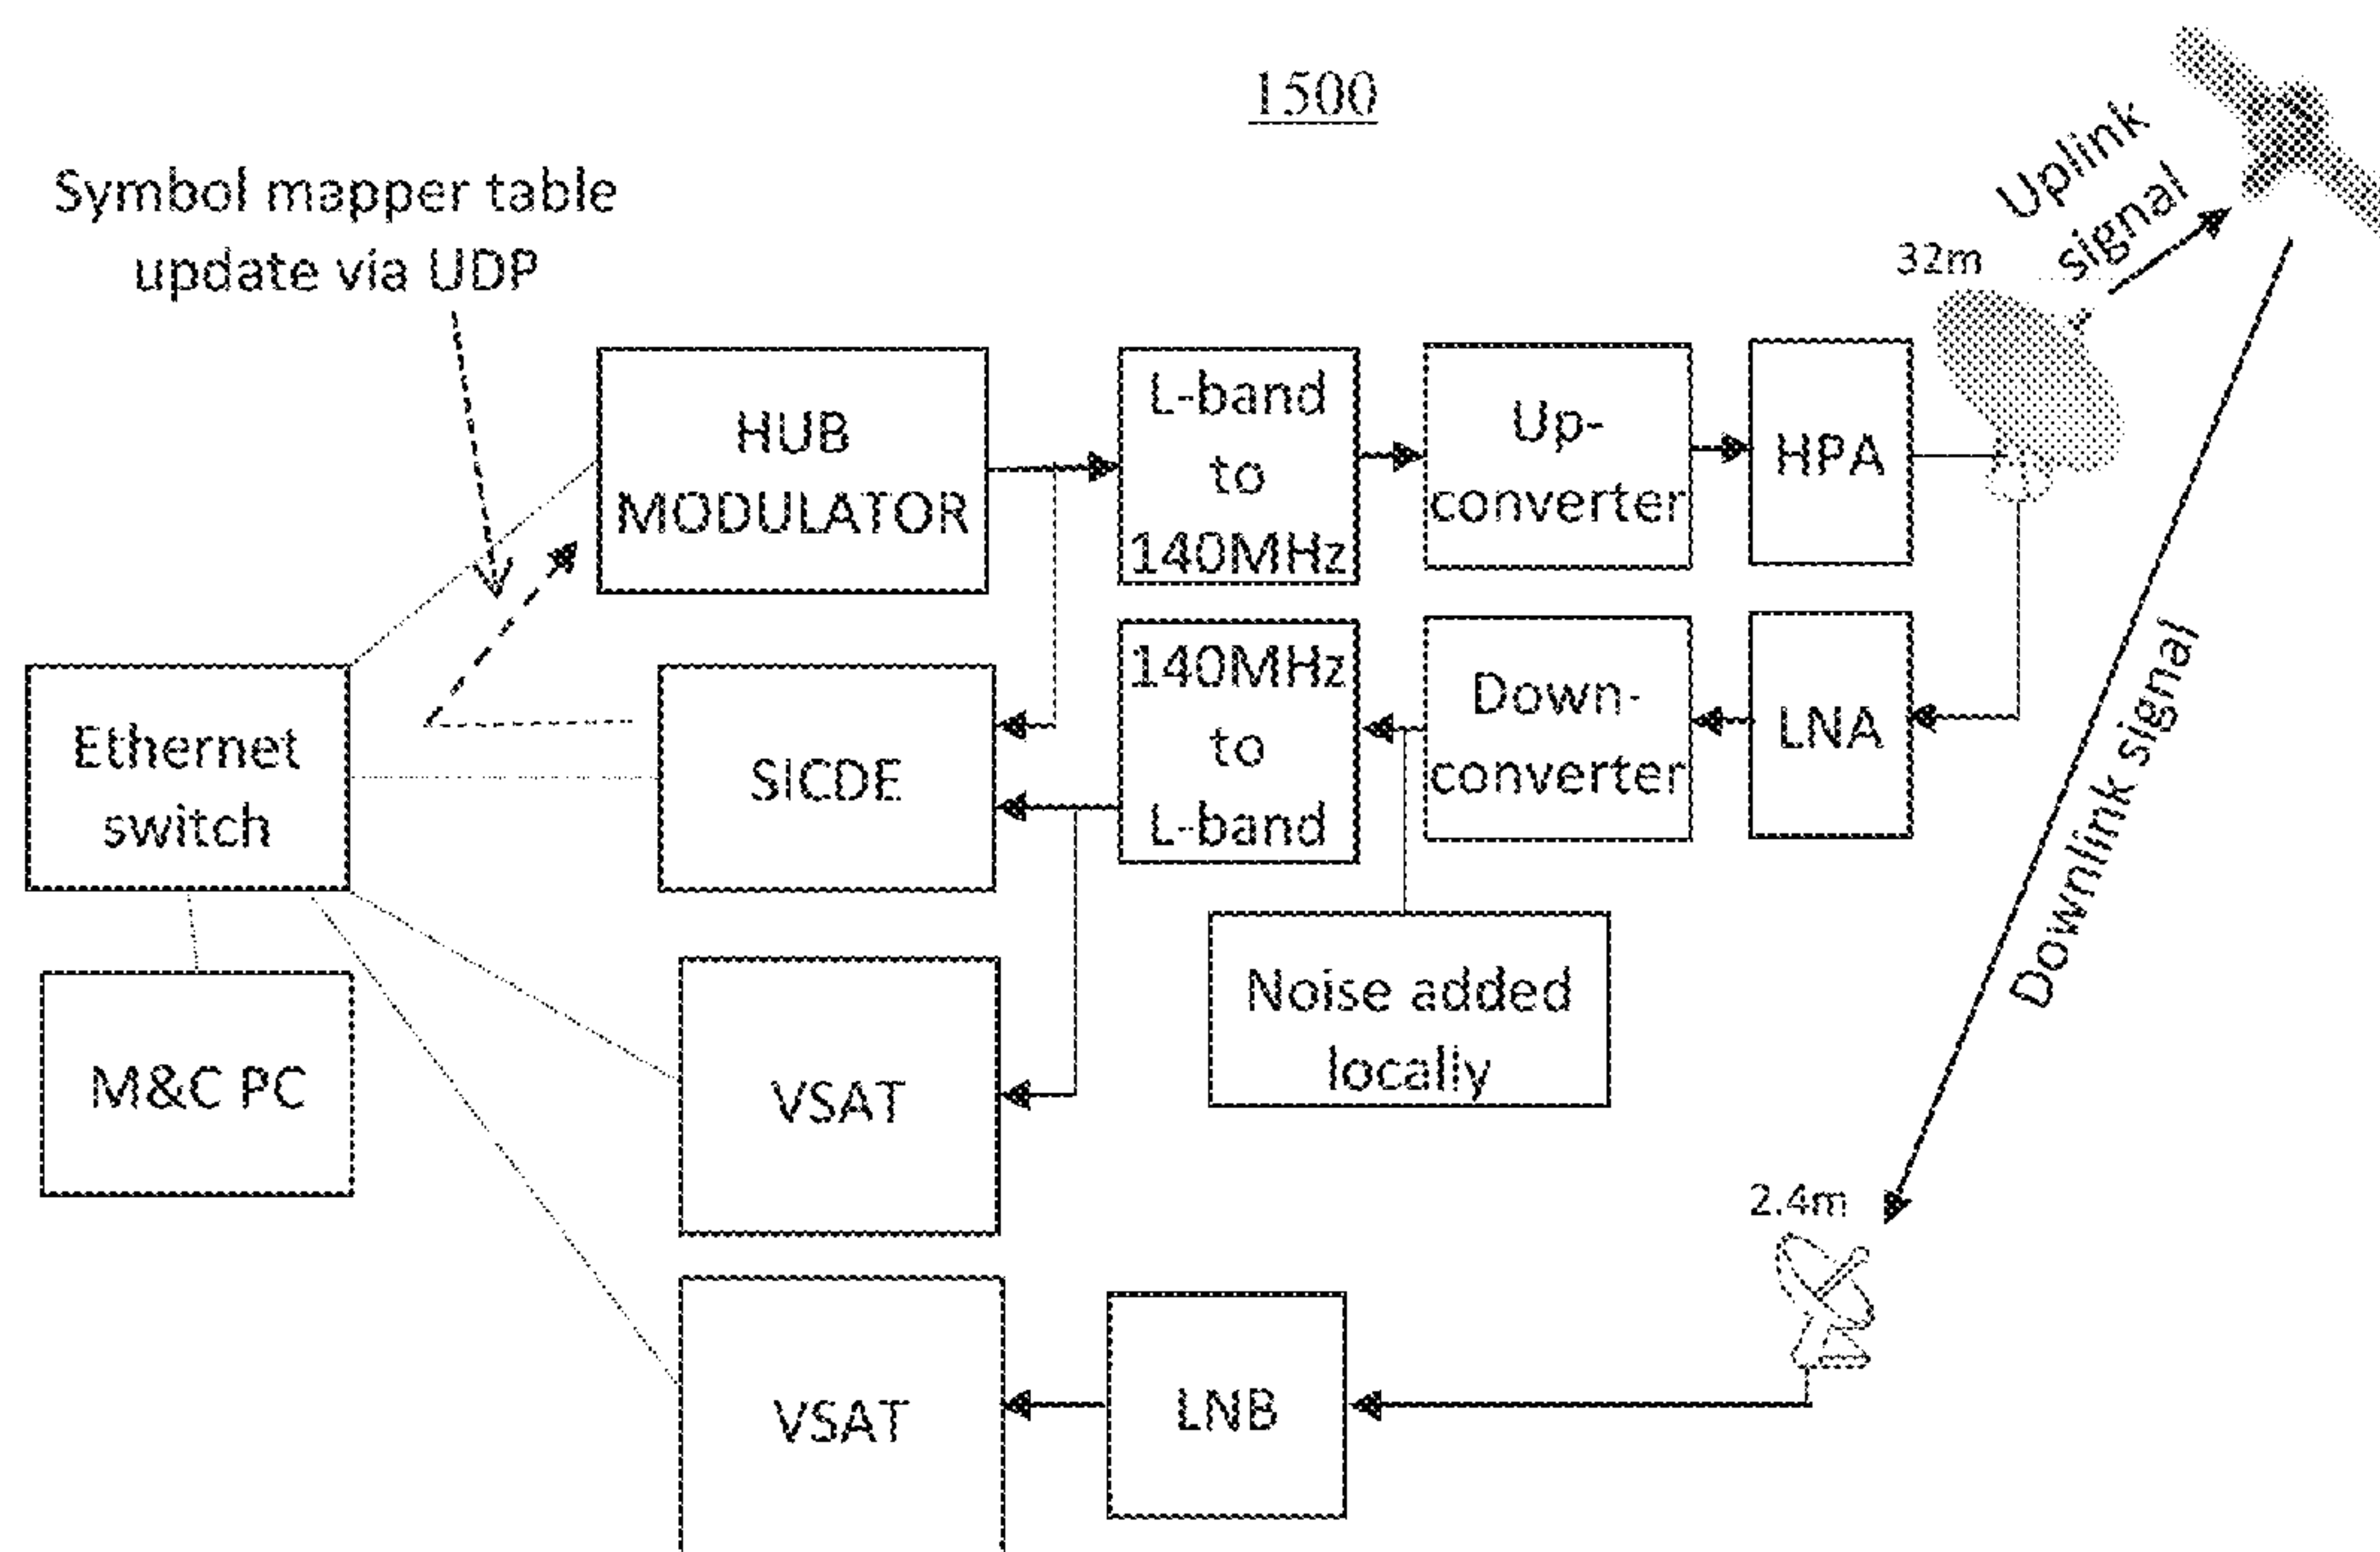 1500
Symbol mapper table
update via UDP
Uplink
signal
32m
HUB
MODULATOR
L-band
to
140MHz
Up-
converter
HPA
Ethernet
switch
SICDE
140MHz
to
L-band
Down-
converter
LNA
Downlink signal
M&C PC
VSAT
Noise added
locally
2.4m
VSAT
LNB